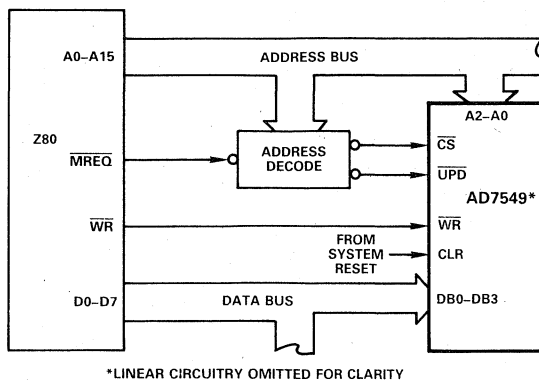 A0–A15
ADDRESS BUS
A2–A0
Z80
MREQ
ADDRESS
DECODE
CS
UPD
AD7549*
WR
WR
FROM
SYSTEM
RESET
CLR
D0–D7
DATA BUS
DB0–DB3
*LINEAR CIRCUITRY OMITTED FOR CLARITY